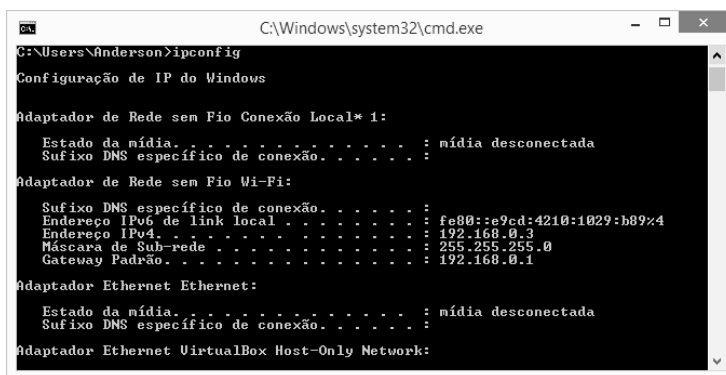 C:\Windows\system32\cmd.exe
C:\Users\Anderson>ipconfig
Configuração de IP do Windows
Adaptador de Rede sem Fio Conexão Local* 1:
Estado da mídia. . . . . . . . . . . . . . : mídia desconectada
Sufixo DNS específico de conexão. . . . . . :
Adaptador de Rede sem Fio Wi-Fi:
Sufixo DNS específico de conexão. . . . . . :
Endereço IPv6 de link local . . . . . . . . : fe80::e9cd:4210:1029:b89%4
Endereço IPv4. . . . . . . . . . . . . . . : 192.168.0.3
Máscara de Sub-rede . . . . . . . . . . . . : 255.255.255.0
Gateway Padrão. . . . . . . . . . . . . . . : 192.168.0.1
Adaptador Ethernet Ethernet:
Estado da mídia. . . . . . . . . . . . . . : mídia desconectada
Sufixo DNS específico de conexão. . . . . . :
Adaptador Ethernet VirtualBox Host-Only Network: